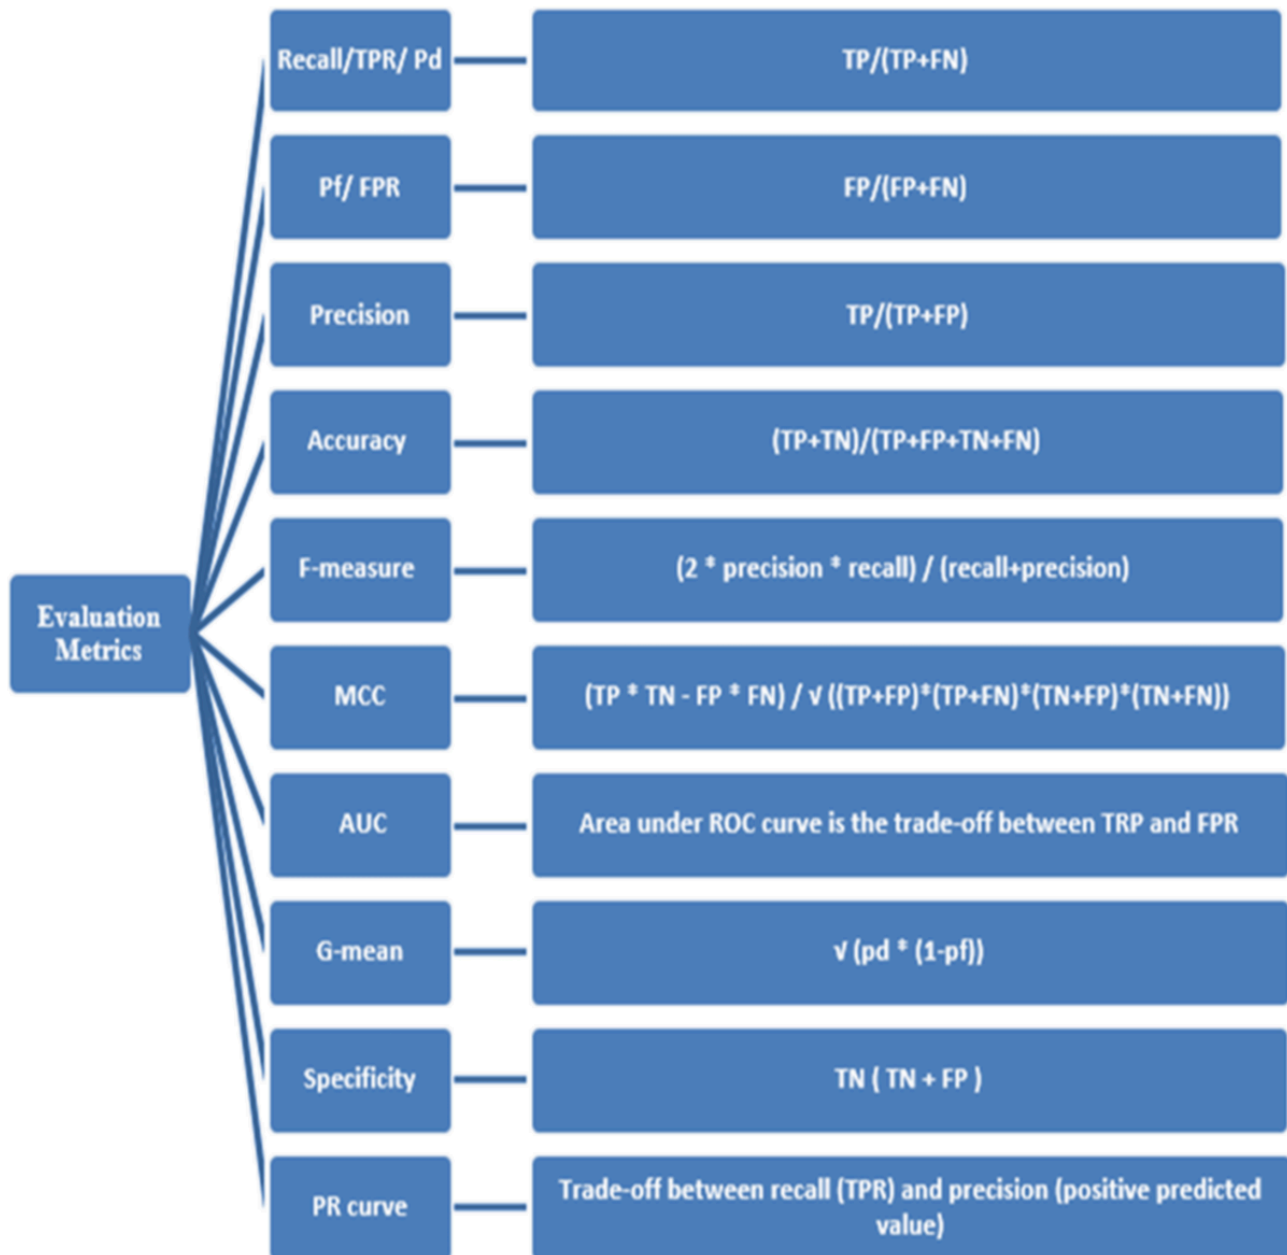 Recall/TPR/ Pd
TP/(TP+FN)
Pf/ FPR
FP/(FP+FN)
Precision
TP/(TP+FP)
Accuracy
(TP+TN)/(TP+FP+TN+FN)
F-measure
(2 * precision * recall) / (recall+precision)
Evaluation
Metrics
MCC
(TP * TN - FP * FN) / √ ((TP+FP)*(TP+FN)*(TN+FP)*(TN+FN))
AUC
Area under ROC curve is the trade-off between TRP and FPR
G-mean
√ (pd * (1-pf))
Specificity
TN ( TN + FP )
PR curve
Trade-off between recall (TPR) and precision (positive predicted
value)